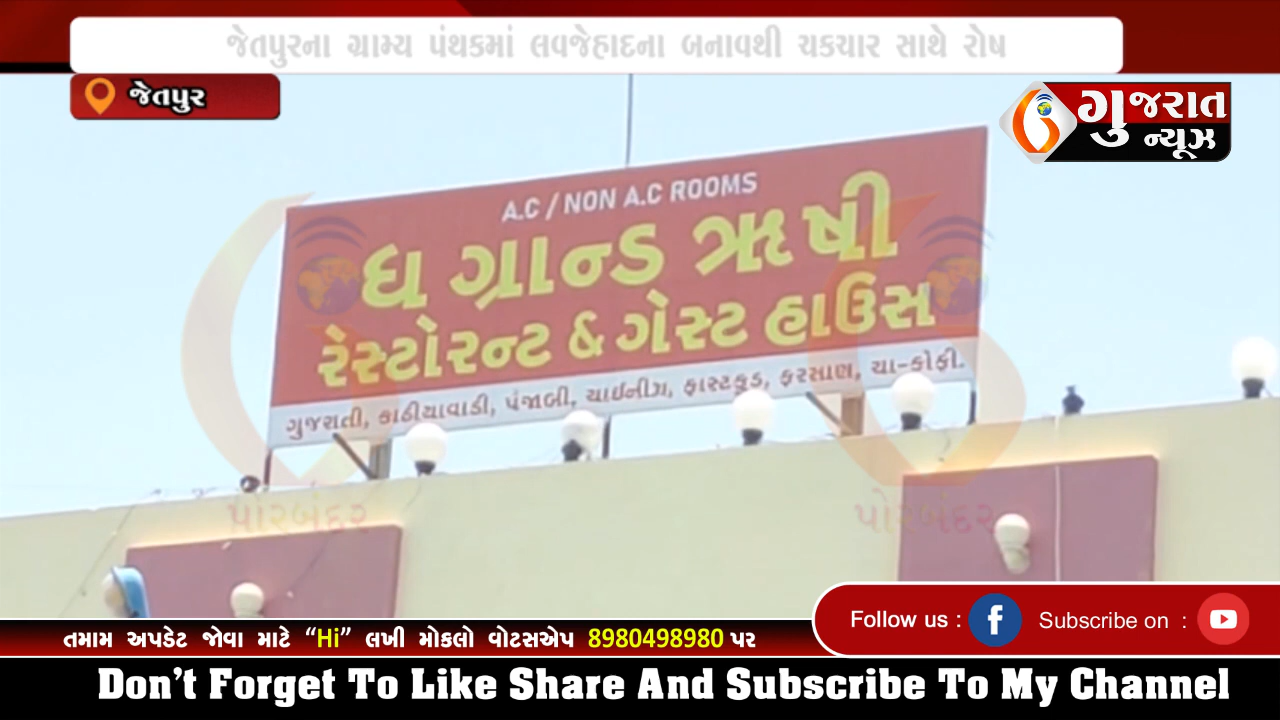 જેતપુરના ગ્રામ્ય પંથકમાં લવજેહાદના બનાવથી ચકચાર સાથે રોષ
જેતપુર
ગુજરાત
ન્યૂઝ
A.C / NON A.C ROOMS
ધ ગ્રાન્ડ ઋષી
રેસ્ટોરન્ટ & ગેસ્ટ હાઉસ
ગુજરાતી, કાઠીયાવાડી, પંજાબી, ચાઈનીઝ, ફાસ્ટફૂડ, ફરસાણ, ચા-કોફી.
પોરબંદર
પોરબંદર
Follow us :
Subscribe on :
તમામ અપડેટ જોવા માટે “Hi” લખી મોકલો વોટસએપ 8980498980 પર
Don’t Forget To Like Share And Subscribe To My Channel